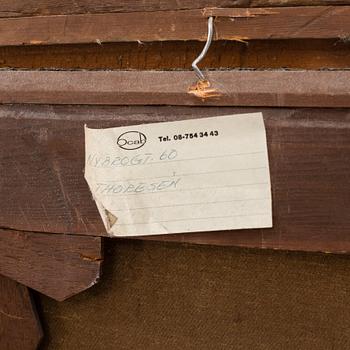 Ocab Tel. 08-754 34 43
NYBROGT. 60
THORESEN